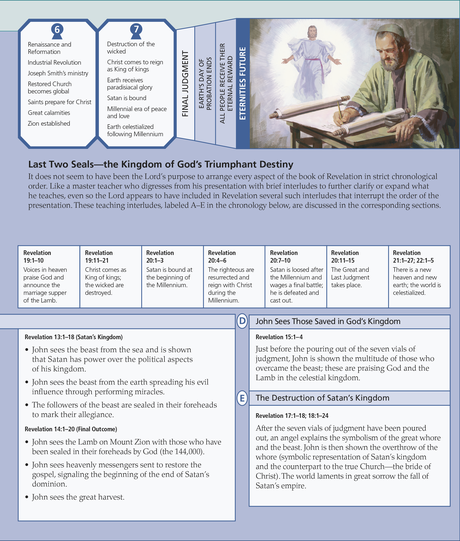 6
Renaissance and
Reformation
Industrial Revolution
Joseph Smith's ministry
Restored Church
becomes global
Saints prepare for Christ
Great calamities
Zion established
7
Destruction of the
wicked
Christ comes to reign
as King of kings
Earth receives
paradisiacal glory
Satan is bound
Millennial era of peace
and love
Earth celestialized
following Millennium
FINAL JUDGMENT
EARTH'S DAY OF
PROBATION ENDS
ALL PEOPLE RECEIVE THEIR
ETERNAL REWARD
ETERNITIES FUTURE
Last Two Seals—the Kingdom of God's Triumphant Destiny
It does not seem to have been the Lord's purpose to arrange every aspect of the book of Revelation in strict chronological
order. Like a master teacher who digresses from his presentation with brief interludes to further clarify or expand what
he teaches, even so the Lord appears to have included in Revelation several such interludes that interrupt the order of the
presentation. These teaching interludes, labeled A–E in the chronology below, are discussed in the corresponding sections.
Revelation
19:1–10
Voices in heaven
praise God and
announce the
marriage supper
of the Lamb.
Revelation
19:11–21
Christ comes as
King of kings;
the wicked are
destroyed.
Revelation
20:1–3
Satan is bound at
the beginning of
the Millennium.
Revelation
20:4–6
The righteous are
resurrected and
reign with Christ
during the
Millennium.
Revelation
20:7–10
Satan is loosed after
the Millennium and
wages a final battle;
he is defeated and
cast out.
Revelation
20:11–15
The Great and
Last Judgment
takes place.
Revelation
21:1–27; 22:1–5
There is a new
heaven and new
earth; the world is
celestialized.
Revelation 13:1–18 (Satan's Kingdom)
• John sees the beast from the sea and is shown
that Satan has power over the political aspects
of his kingdom.
• John sees the beast from the earth spreading his evil
influence through performing miracles.
• The followers of the beast are sealed in their foreheads
to mark their allegiance.
Revelation 14:1–20 (Final Outcome)
• John sees the Lamb on Mount Zion with those who have
been sealed in their foreheads by God (the 144,000).
• John sees heavenly messengers sent to restore the
gospel, signaling the beginning of the end of Satan's
dominion.
• John sees the great harvest.
D John Sees Those Saved in God's Kingdom
Revelation 15:1–4
Just before the pouring out of the seven vials of
judgment, John is shown the multitude of those who
overcame the beast; these are praising God and the
Lamb in the celestial kingdom.
E The Destruction of Satan's Kingdom
Revelation 17:1–18; 18:1–24
After the seven vials of judgment have been poured
out, an angel explains the symbolism of the great whore
and the beast. John is then shown the overthrow of the
whore (symbolic representation of Satan's kingdom
and the counterpart to the true Church—the bride of
Christ). The world laments in great sorrow the fall of
Satan's empire.